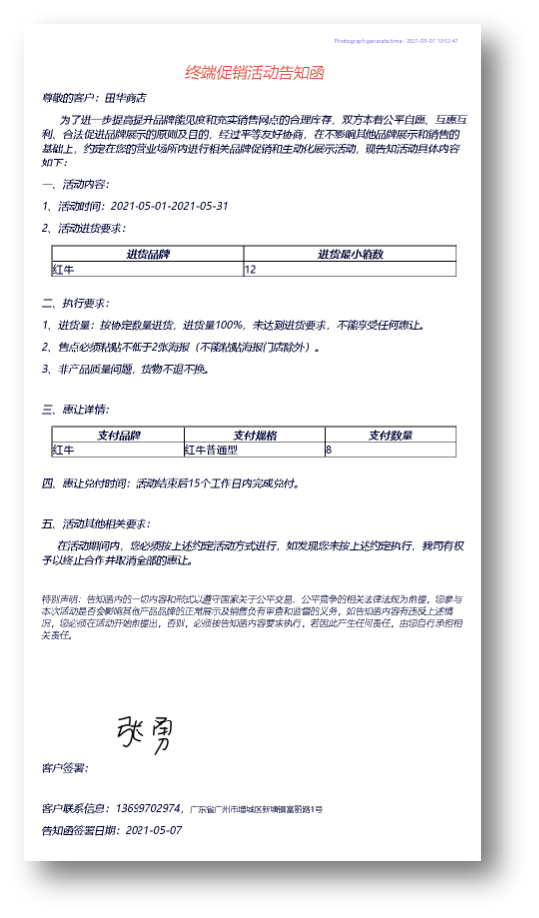 Photograph generate time: 2021-05-07 19:52:47
终端促销活动告知函
尊敬的客户：田华商店
为了进一步提高提升品牌能见度和充实销售网点的合理库存，双方本着公平自愿、互惠互
利、合法促进品牌展示的原则及目的，经过平等友好协商，在不影响其他品牌展示和销售的
基础上，约定在您的营业场所内进行相关品牌促销和生动化展示活动，现告知活动具体内容
如下：
一、活动内容：
1、活动时间：2021-05-01-2021-05-31
2、活动进货要求：
进货品牌 进货最小箱数
红牛 12
二、执行要求：
1、进货量：按协定数量进货，进货量100%，未达到进货要求，不能享受任何惠让。
2、售点必须粘贴不低于2张海报（不能粘贴海报门店除外）。
3、非产品质量问题，货物不退不换。
三、惠让详情：
支付品牌 支付规格 支付数量
红牛 红牛普通型 8
四、惠让兑付时间：活动结束后15个工作日内完成兑付。
五、活动其他相关要求：
在活动期间内，您必须按上述约定活动方式进行，如发现您未按上述约定执行，我司有权
予以终止合作并取消全部的惠让。
特别声明：告知函内的一切内容和形式以遵守国家关于公平交易、公平竞争的相关法律法规为前提，您参与
本次活动是否会影响其他产品品牌的正常展示及销售负有审查和监督的义务，如告知函内容有违反上述情
况，您必须在活动开始前提出，否则，必须按告知函内容要求执行，若因此产生任何责任，由您自行承担相
关责任。
张勇
客户签署：
客户联系信息：13699702974，广东省广州市增城区新塘镇富丽路1号
告知函签署日期：2021-05-07